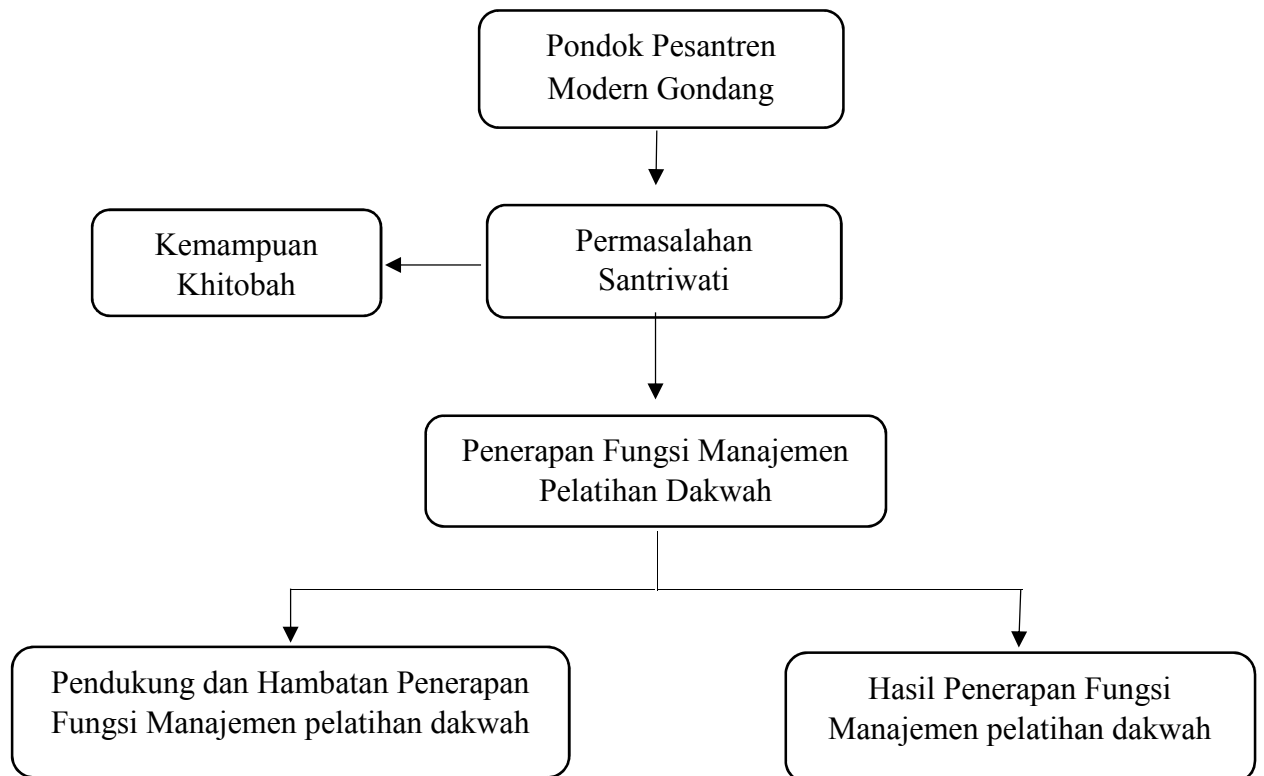 Pondok Pesantren
Modern Gondang
Kemampuan
Khitobah
Permasalahan
Santriwati
Penerapan Fungsi Manajemen
Pelatihan Dakwah
Pendukung dan Hambatan Penerapan
Fungsi Manajemen pelatihan dakwah
Hasil Penerapan Fungsi
Manajemen pelatihan dakwah